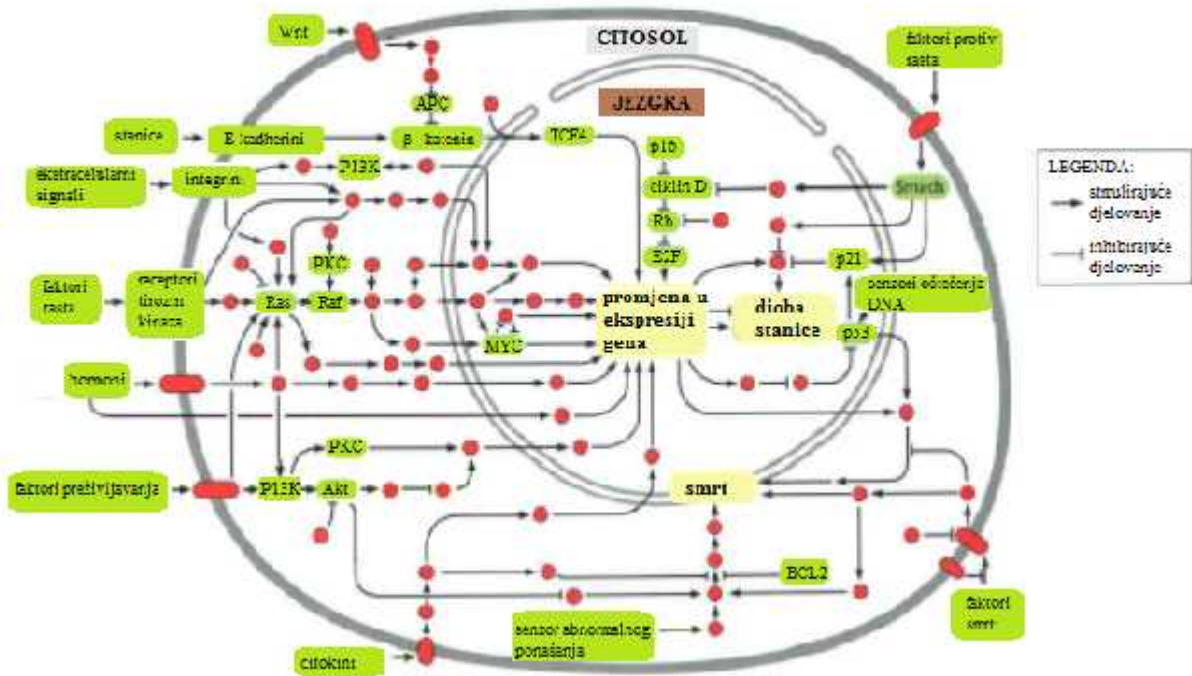 Wnt
CITOSOL
faktori protiv
rasta
JEZGRA
APC
stanice
E-kadherini
TCF4
p16
LEGENDA:
stimulirajuće
djelovanje
inhibirajuće
djelovanje
ekstracelularni
signali
integrini
PI3K
ciklin D
Smads
Rb
E2F
p21
PKC
faktori
rasta
receptori
tirozin
kinaza
Ras
Raf
promjena u
ekspresiji
gena
dioba
stanice
senzori oštećenja
DNA
p53
MYC
hormoni
PKC
faktori preživljavanja
PI3K
Akt
smrt
BCL2
faktori
smrti
senzor abnormalnog
ponašanja
citokini